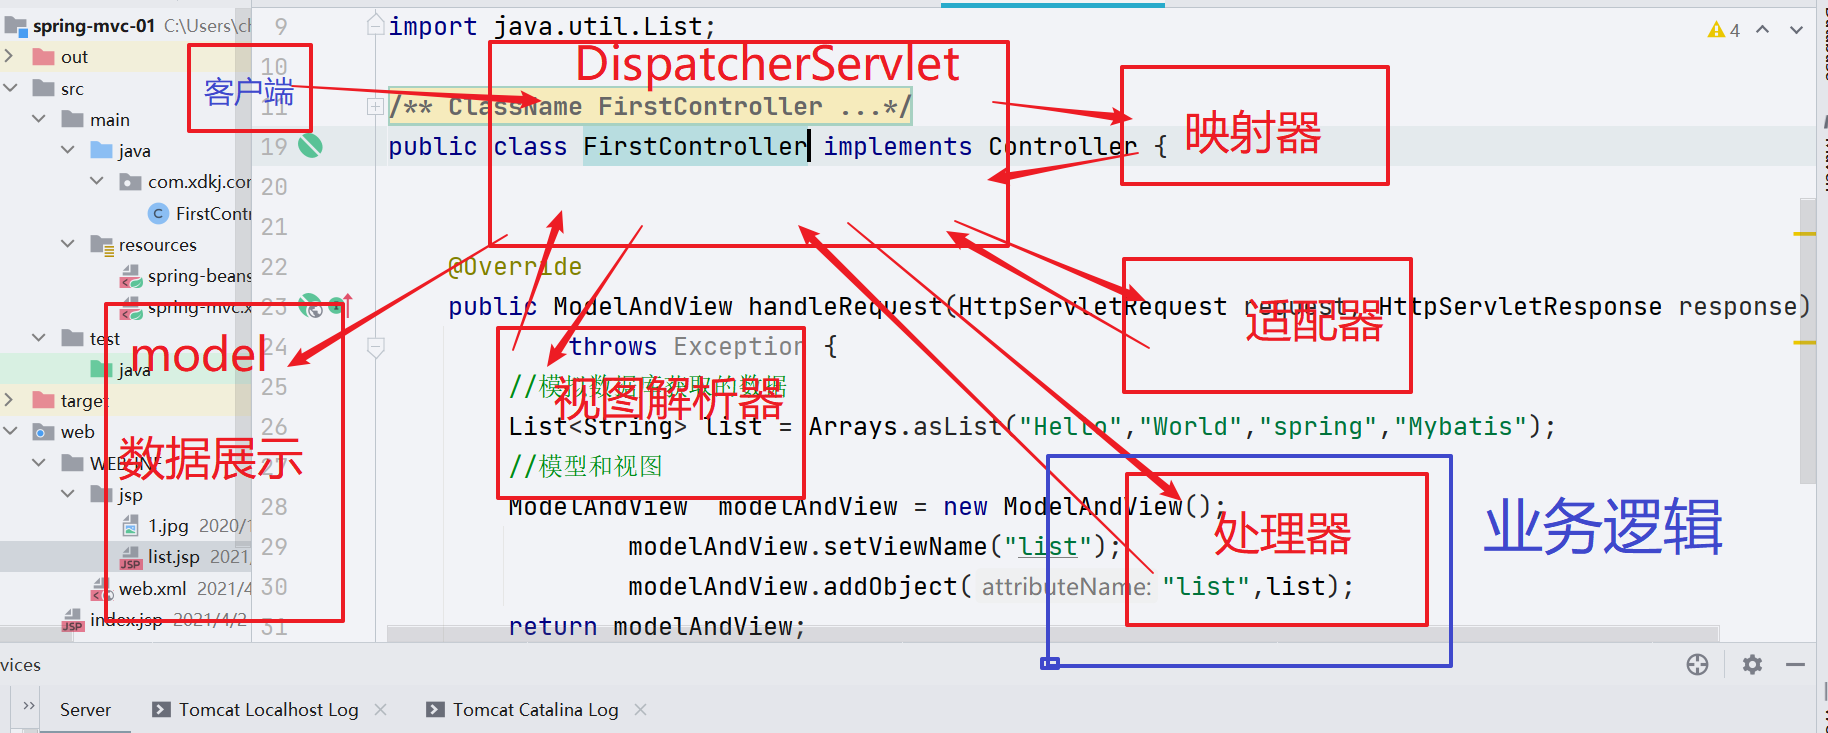 spring-mvc-01 C:\Users\ch
out
src
main
java
com.xdkj.con
FirstContr
resources
spring-beans
spring-mvc.x
test
java
target
web
WEB-INF
jsp
1.jpg 2020/1
list.jsp 2021/
web.xml 2021/4
index.jsp 2021/4/2
客户端
DispatcherServlet
映射器
适配器
处理器
业务逻辑
视图解析器
model
数据展示
4
9 import java.util.List;
10
11 /** ClassName FirstController ...*/
19 public class FirstController implements Controller {
20
21
22 @Override
23 public ModelAndView handleRequest(HttpServletRequest request, HttpServletResponse response)
24 throws Exception {
25 //模拟数据库获取的数据
26 List<String> list = Arrays.asList("Hello","World","spring","Mybatis");
27 //模型和视图
28 ModelAndView modelAndView = new ModelAndView();
29 modelAndView.setViewName("list");
30 modelAndView.addObject( attributeName: "list",list);
31 return modelAndView;
vices
Server
Tomcat Localhost Log
Tomcat Catalina Log